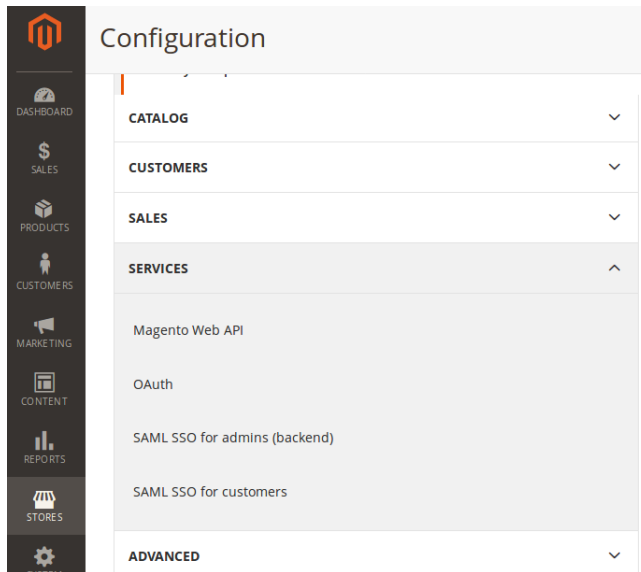 Configuration
DASHBOARD
SALES
PRODUCTS
CUSTOMERS
MARKETING
CONTENT
REPORTS
STORES
CATALOG
CUSTOMERS
SALES
SERVICES
Magento Web API
OAuth
SAML SSO for admins (backend)
SAML SSO for customers
ADVANCED